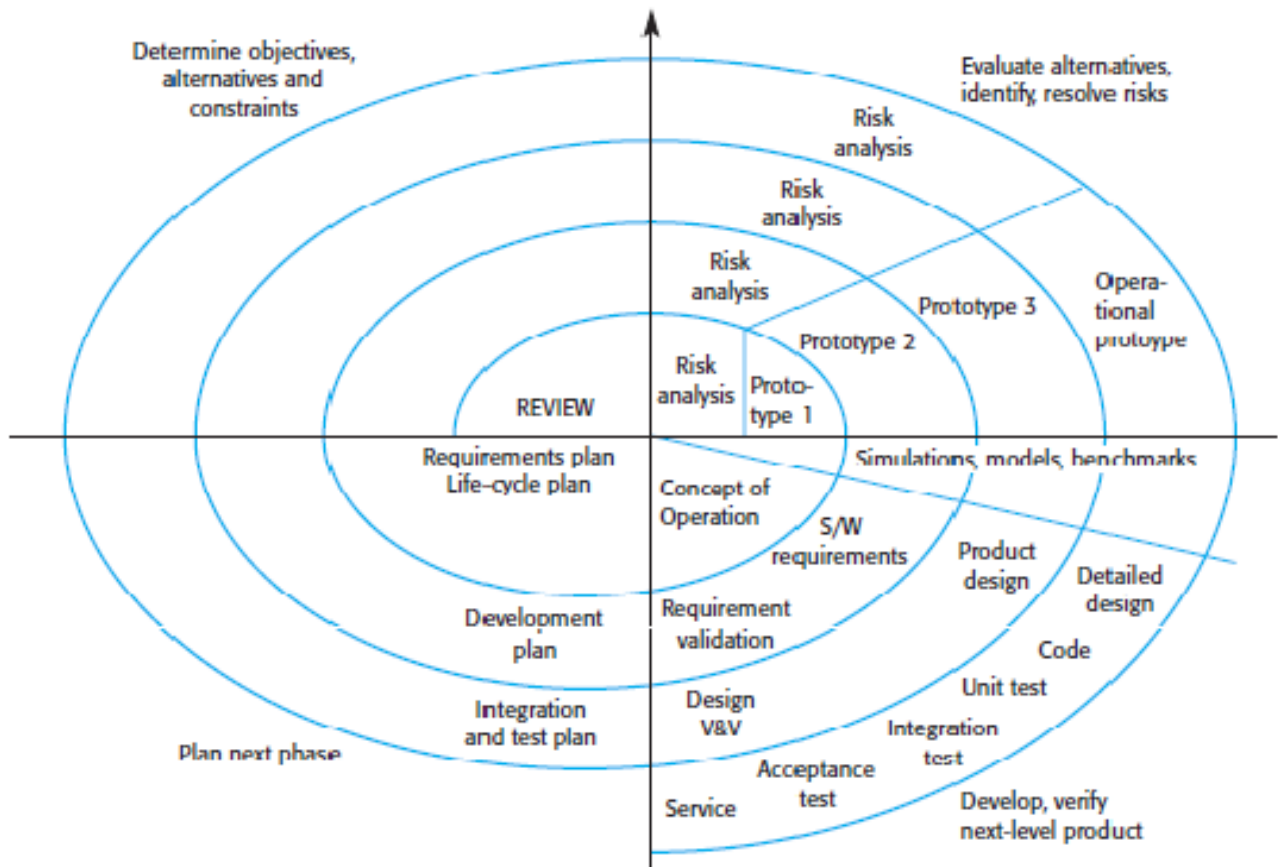 Determine objectives,
alternatives and
constraints
Evaluate alternatives,
identify, resolve risks
Risk
analysis
Risk
analysis
Risk
analysis
Risk
analysis
Proto-
type 1
Prototype 2
Prototype 3
Opera-
tional
protoype
REVIEW
Requirements plan
Life-cycle plan
Simulations, models, benchmarks
Concept of
Operation
S/W
requirements
Product
design
Detailed
design
Development
plan
Requirement
validation
Code
Unit test
Integration
and test plan
Design
V&V
Integration
test
Plan next phase
Acceptance
test
Service
Develop, verify
next-level product